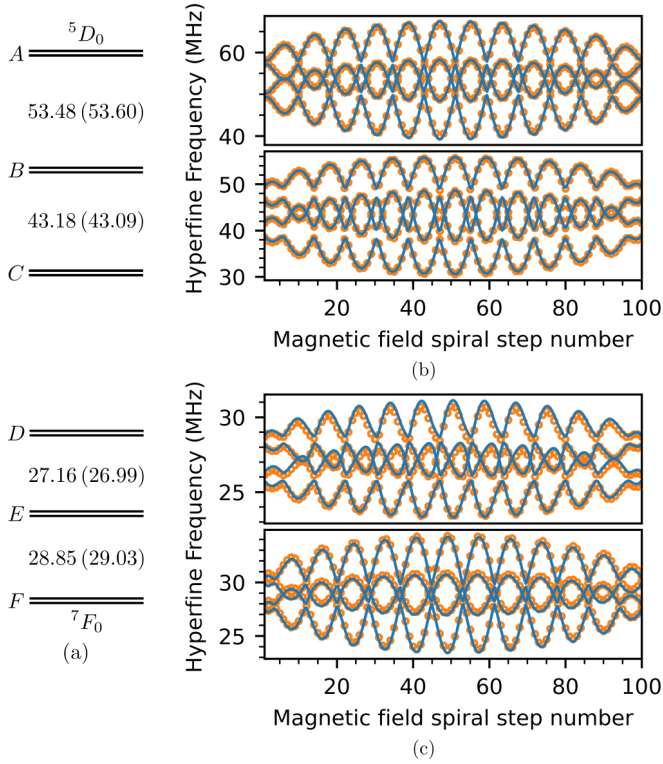 ⁵D₀
A
53.48 (53.60)
B
43.18 (43.09)
C
D
27.16 (26.99)
E
28.85 (29.03)
F
⁷F₀
(a)
Hyperfine Frequency (MHz)
60
40
50
40
30
20 40 60 80 100
Magnetic field spiral step number
(b)
Hyperfine Frequency (MHz)
30
25
30
25
20 40 60 80 100
Magnetic field spiral step number
(c)